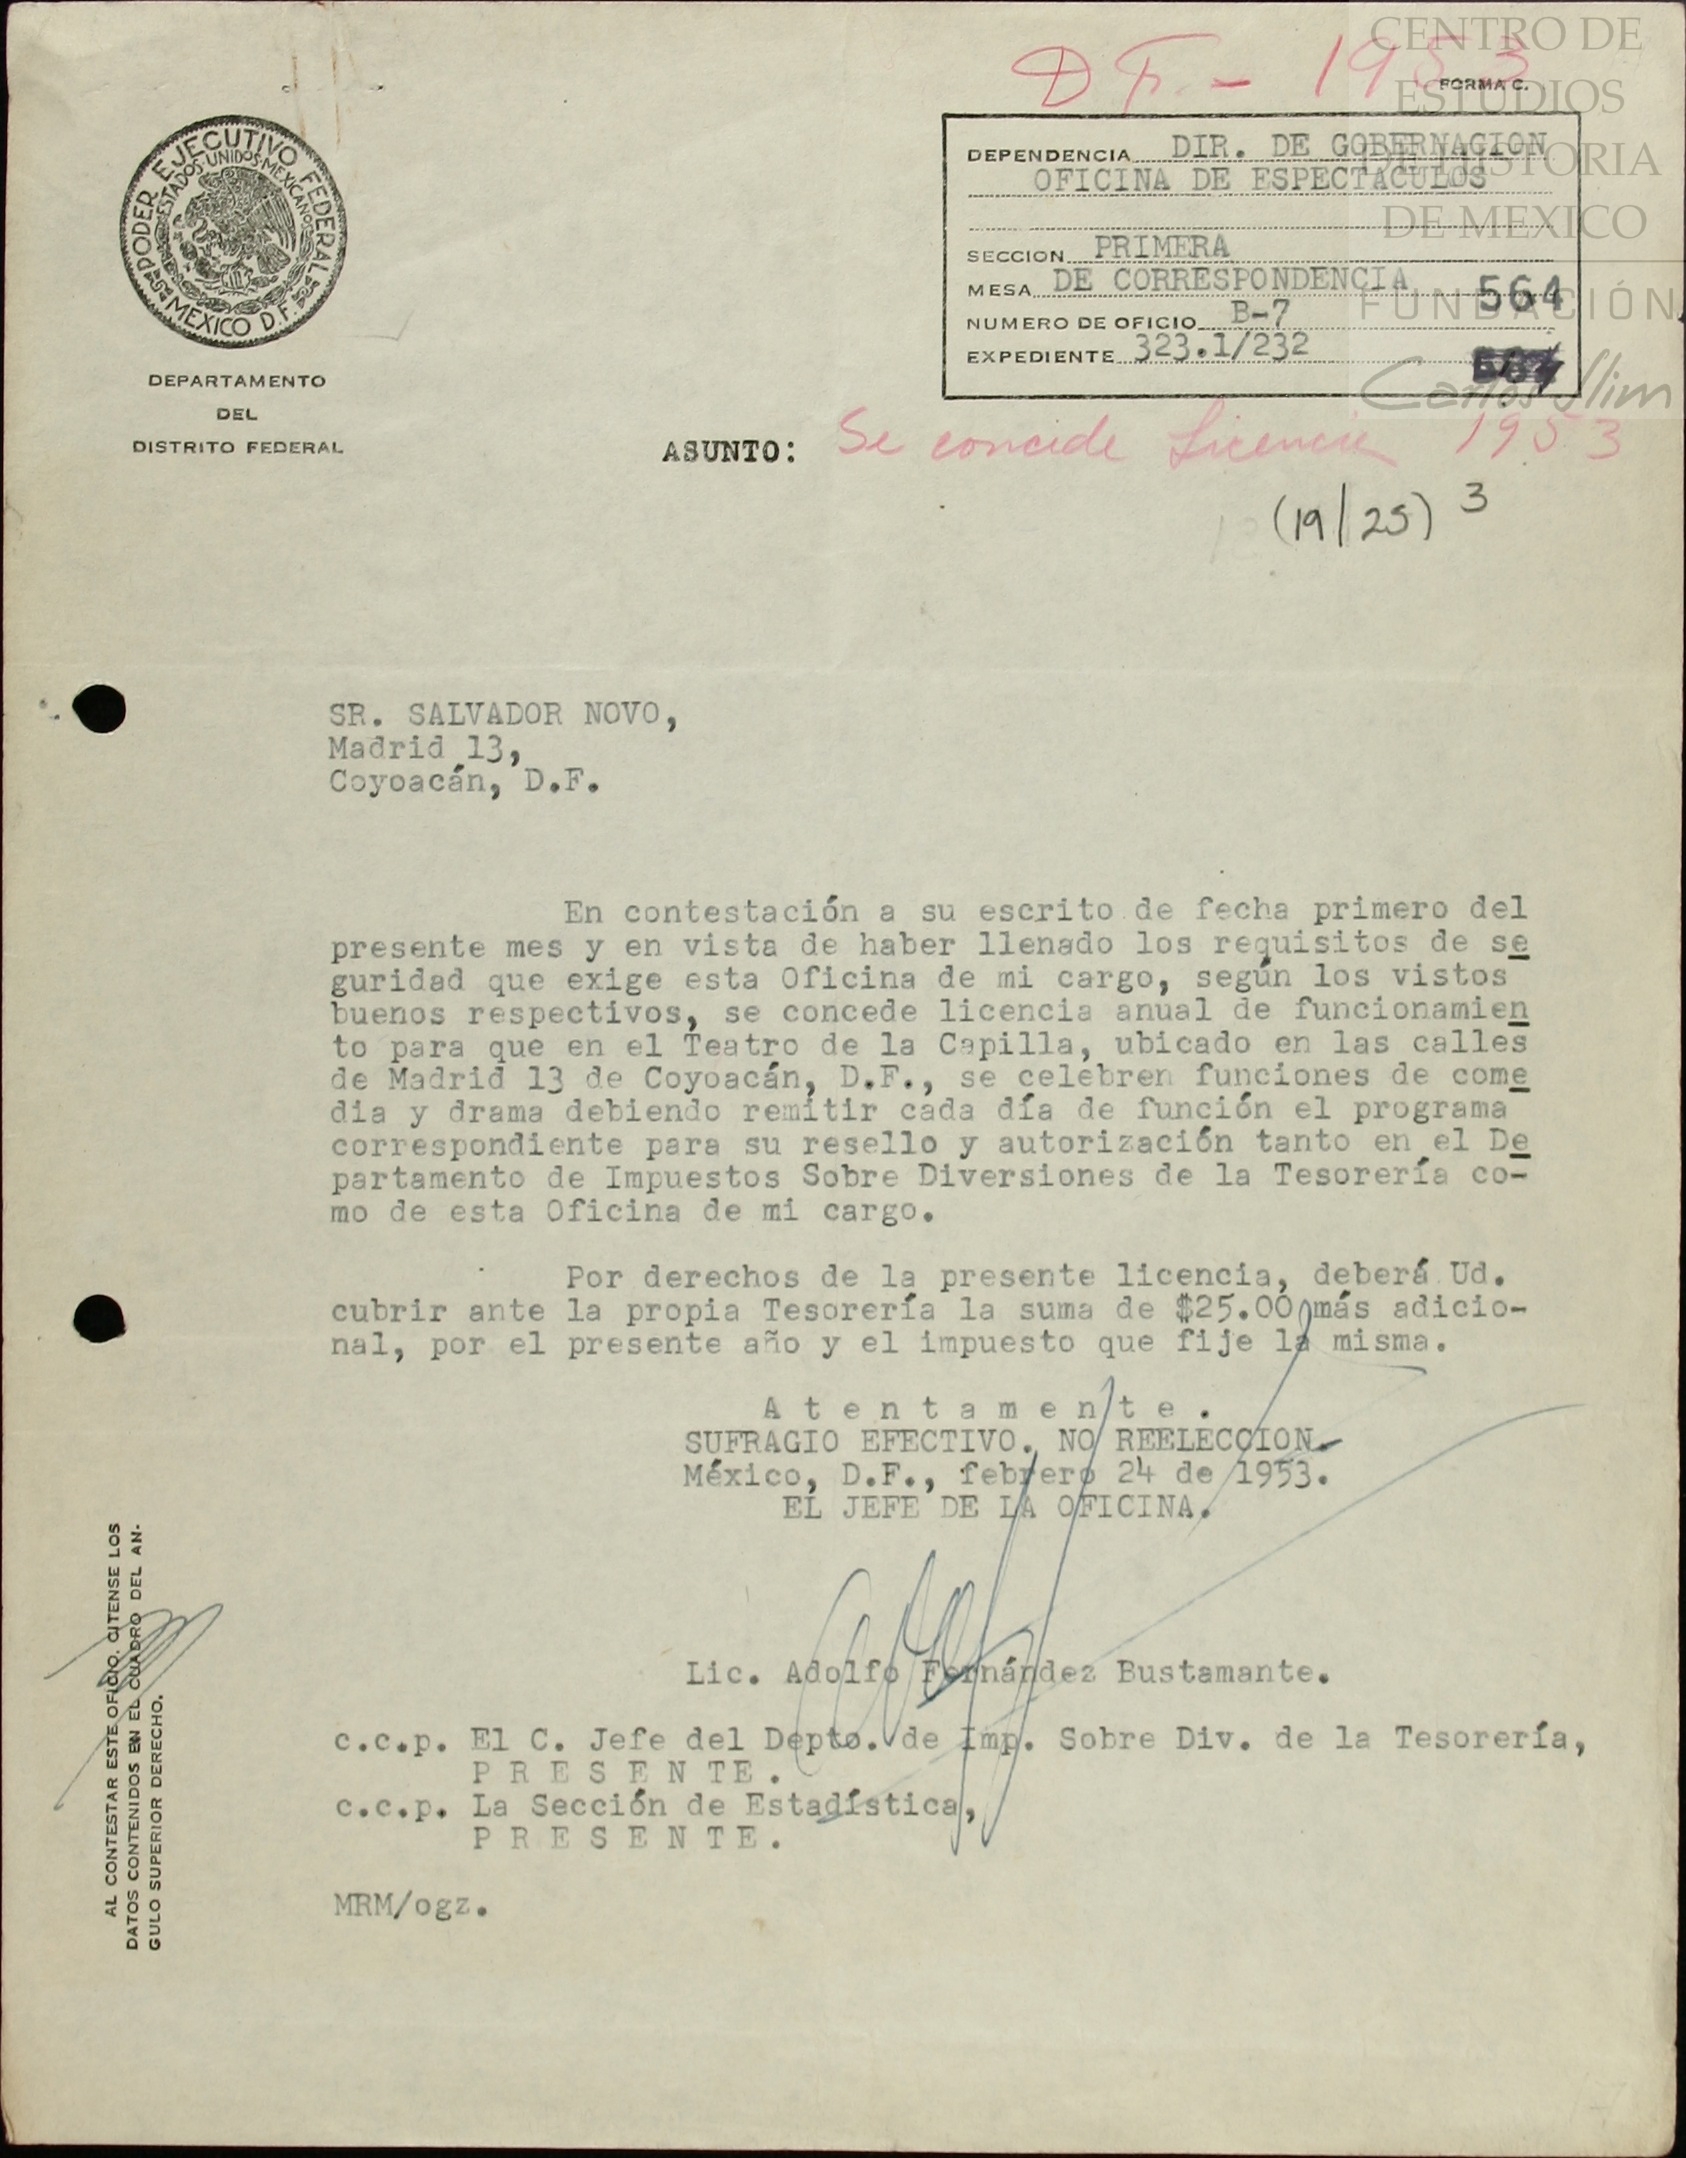 DF. - 1953
CENTRO DE
ESTUDIOS
DE HISTORIA
DE MEXICO
FUNDACIÓN
Carlos Slim
FORMA C.
PODER EJECUTIVO FEDERAL
ESTADOS UNIDOS MEXICANOS
MEXICO D.F.
DEPARTAMENTO
DEL
DISTRITO FEDERAL
DEPENDENCIA DIR. DE GOBERNACION
OFICINA DE ESPECTACULOS
SECCION PRIMERA
MESA DE CORRESPONDENCIA 564
NUMERO DE OFICIO B-7
EXPEDIENTE 323.1/232
ASUNTO: Se concede Licencia 1953
(19/25) 3
SR. SALVADOR NOVO,
Madrid 13,
Coyoacán, D.F.
En contestación a su escrito de fecha primero del
presente mes y en vista de haber llenado los requisitos de se
guridad que exige esta Oficina de mi cargo, según los vistos
buenos respectivos, se concede licencia anual de funcionamien
to para que en el Teatro de la Capilla, ubicado en las calles
de Madrid 13 de Coyoacán, D.F., se celebren funciones de come
dia y drama debiendo remitir cada día de función el programa
correspondiente para su resello y autorización tanto en el De
partamento de Impuestos Sobre Diversiones de la Tesorería co-
mo de esta Oficina de mi cargo.
Por derechos de la presente licencia, deberá Ud.
cubrir ante la propia Tesorería la suma de $25.00 más adicio-
nal, por el presente año y el impuesto que fije la misma.
A t e n t a m e n t e .
SUFRAGIO EFECTIVO. NO REELECCION.
México, D.F., febrero 24 de 1953.
EL JEFE DE LA OFICINA.
Lic. Adolfo Fernández Bustamante.
c.c.p. El C. Jefe del Depto. de Imp. Sobre Div. de la Tesorería,
P R E S E N T E .
c.c.p. La Sección de Estadística,
P R E S E N T E .
MRM/ogz.
AL CONTESTAR ESTE OFICIO, CITENSE LOS
DATOS CONTENIDOS EN EL CUADRO DEL AN-
GULO SUPERIOR DERECHO.